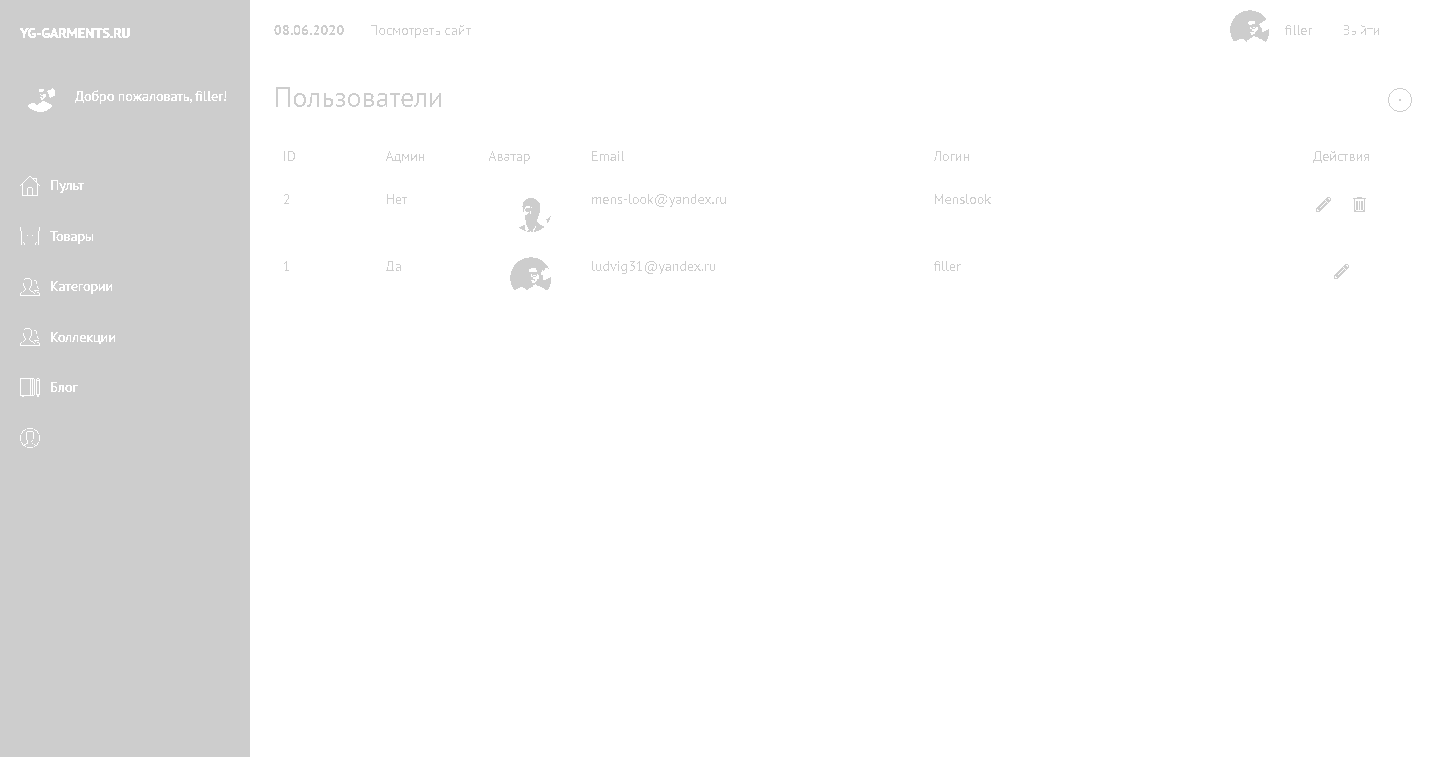 YG-GARMENTS.RU
08.06.2020 Посмотреть сайт
filler Выйти
Добро пожаловать, filler!
Пользователи
ID Админ Аватар Email Логин Действия
2 Нет mens-look@yandex.ru Menslook
1 Да ludvig31@yandex.ru filler
Пульт
Товары
Категории
Коллекции
Блог